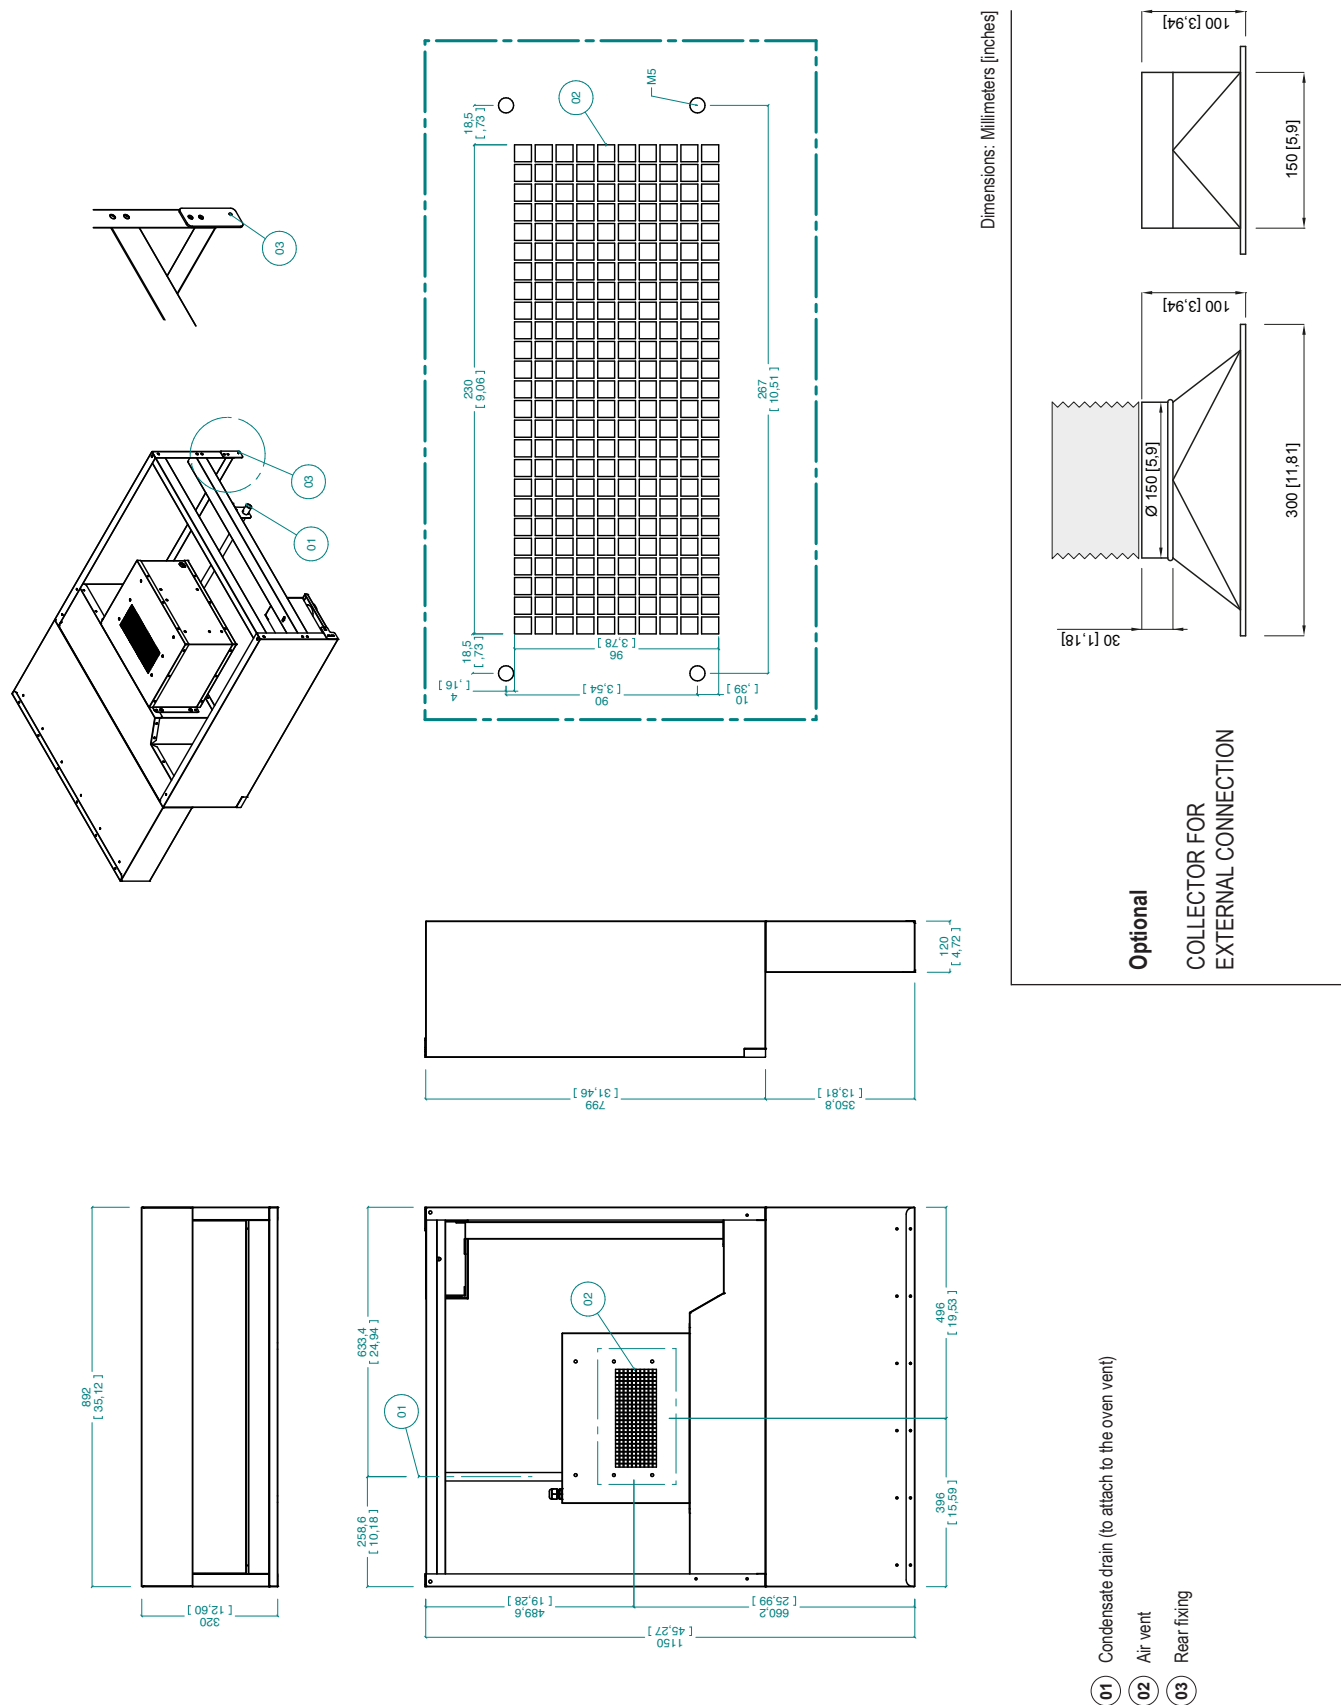 Dimensions: Millimeters [inches]
03
03
01
18,5
[ ,73 ]
02
M5
230
[ 9,06 ]
267
[ 10,51 ]
18,5
[ ,73 ]
96
[ 3,78 ]
4
[ ,16 ]
90
[ 3,54 ]
10
[ ,39 ]
892
[ 35,12 ]
320
[ 12,60 ]
633,4
[ 24,94 ]
258,6
[ 10,18 ]
01
02
489,6
[ 19,28 ]
660,2
[ 25,99 ]
1150
[ 45,27 ]
496
[ 19,53 ]
396
[ 15,59 ]
799
[ 31,46 ]
350,8
[ 13,81 ]
120
[ 4,72 ]
Optional
COLLECTOR FOR
EXTERNAL CONNECTION
30 [1,18]
Ø 150 [5,9]
100 [3,94]
300 [11,81]
100 [3,94]
150 [5,9]
01 Condensate drain (to attach to the oven vent)
02 Air vent
03 Rear fixing